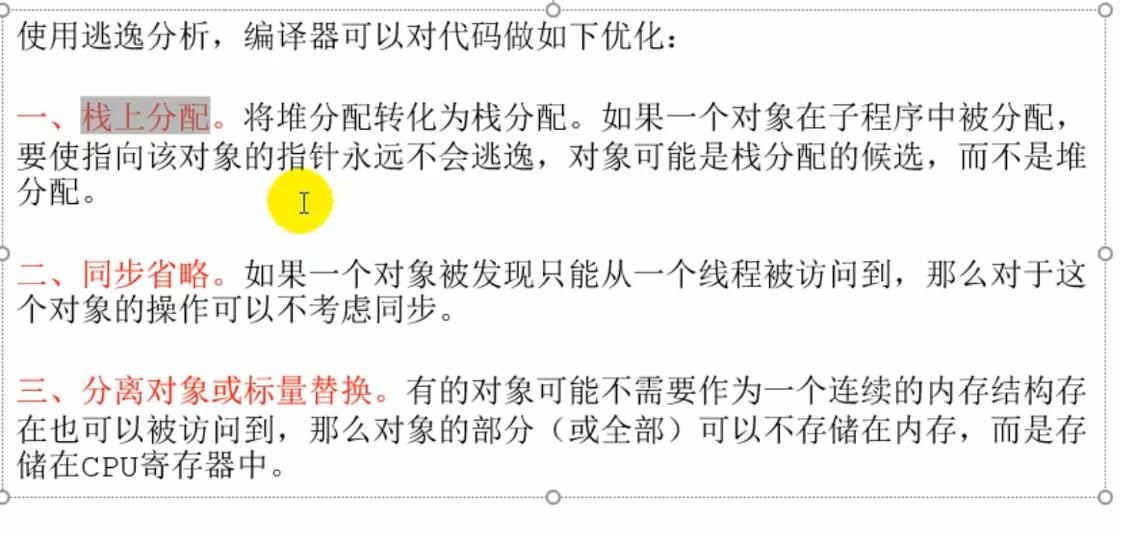 使用逃逸分析，编译器可以对代码做如下优化：
一、栈上分配。将堆分配转化为栈分配。如果一个对象在子程序中被分配，
要使指向该对象的指针永远不会逃逸，对象可能是栈分配的候选，而不是堆
分配。
二、同步省略。如果一个对象被发现只能从一个线程被访问到，那么对于这
个对象的操作可以不考虑同步。
三、分离对象或标量替换。有的对象可能不需要作为一个连续的内存结构存
在也可以被访问到，那么对象的部分（或全部）可以不存储在内存，而是存
储在CPU寄存器中。